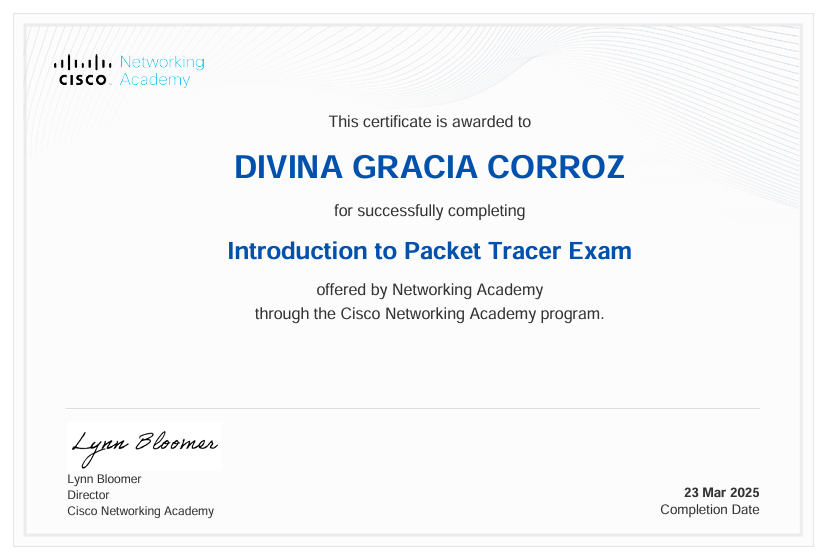 Networking
CISCO Academy
This certificate is awarded to
DIVINA GRACIA CORROZ
for successfully completing
Introduction to Packet Tracer Exam
offered by Networking Academy
through the Cisco Networking Academy program.
Lynn Bloomer
Lynn Bloomer
Director
Cisco Networking Academy
23 Mar 2025
Completion Date